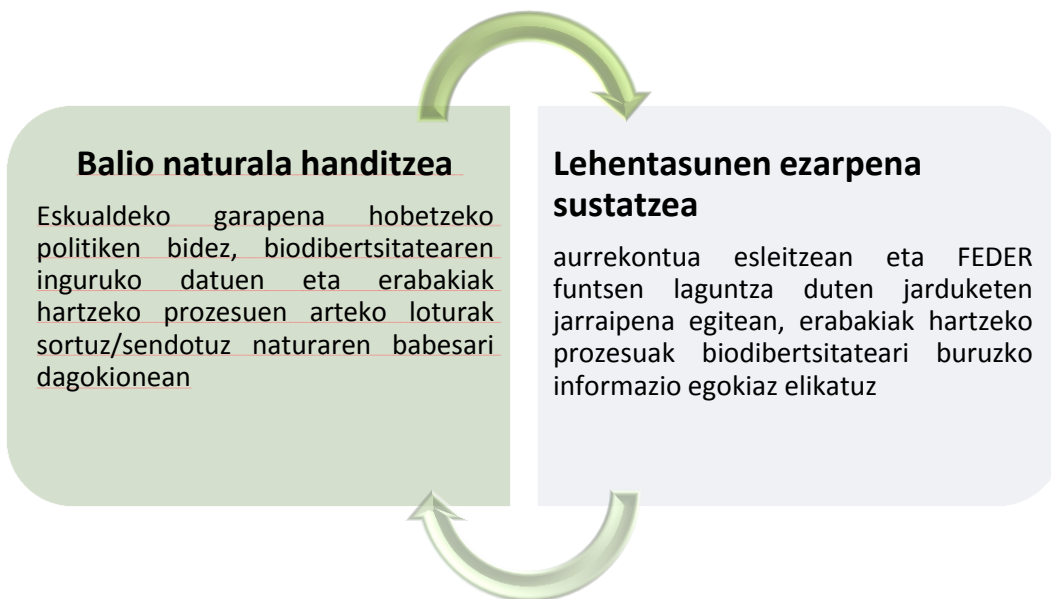 Balio naturala handitzea
Eskualdeko garapena hobetzeko
politiken bidez, biodibertsitatearen
inguruko datuen eta erabakiak
hartzeko prozesuen arteko loturak
sortuz/sendotuz naturaren babesari
dagokionean
Lehentasunen ezarpena
sustatzea
aurrekontua esleitzean eta FEDER
funtsen laguntza duten jarduketen
jarraipena egitean, erabakiak hartzeko
prozesuak biodibertsitateari buruzko
informazio egokiaz elikatuz